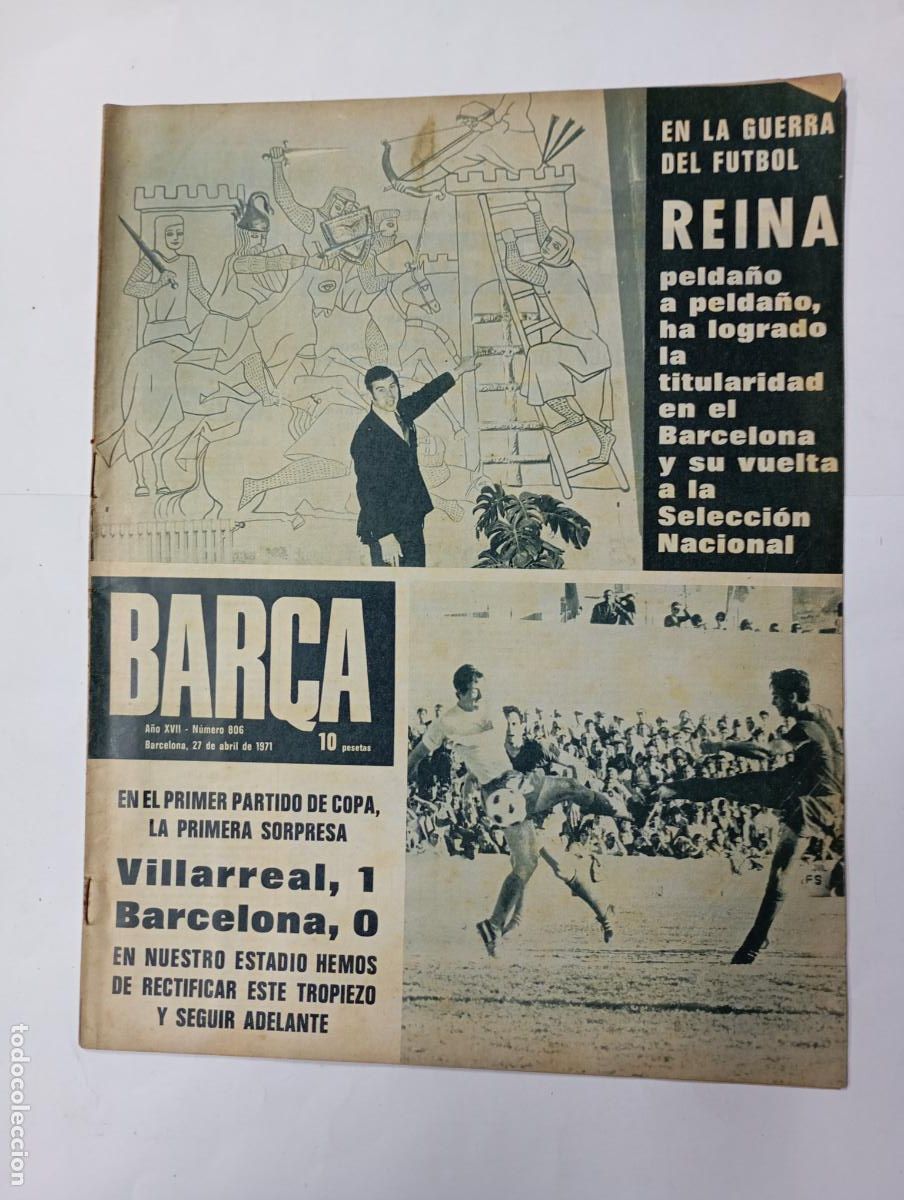 EN LA GUERRA
DEL FUTBOL
REINA
peldaño
a peldaño,
ha logrado
la
titularidad
en el
Barcelona
y su vuelta
a la
Selección
Nacional
BARÇA
Año XVII - Número 806
Barcelona, 27 de abril de 1971
10 pesetas
EN EL PRIMER PARTIDO DE COPA,
LA PRIMERA SORPRESA
Villarreal, 1
Barcelona, 0
EN NUESTRO ESTADIO HEMOS
DE RECTIFICAR ESTE TROPIEZO
Y SEGUIR ADELANTE
FS
todocoleccion.net